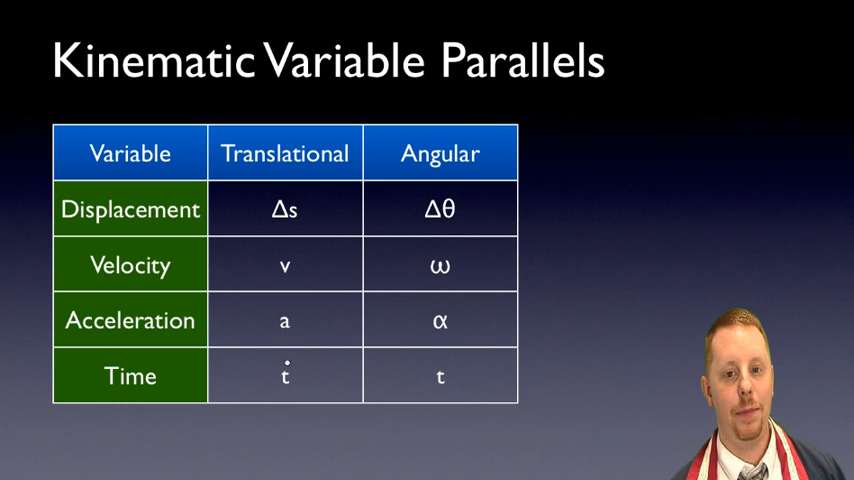 Kinematic Variable Parallels
Variable Translational Angular
Displacement Δs Δθ
Velocity v ω
Acceleration a α
Time t t